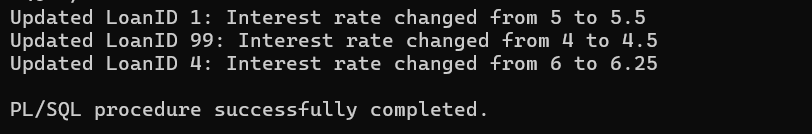 Updated LoanID 1: Interest rate changed from 5 to 5.5
Updated LoanID 99: Interest rate changed from 4 to 4.5
Updated LoanID 4: Interest rate changed from 6 to 6.25
PL/SQL procedure successfully completed.